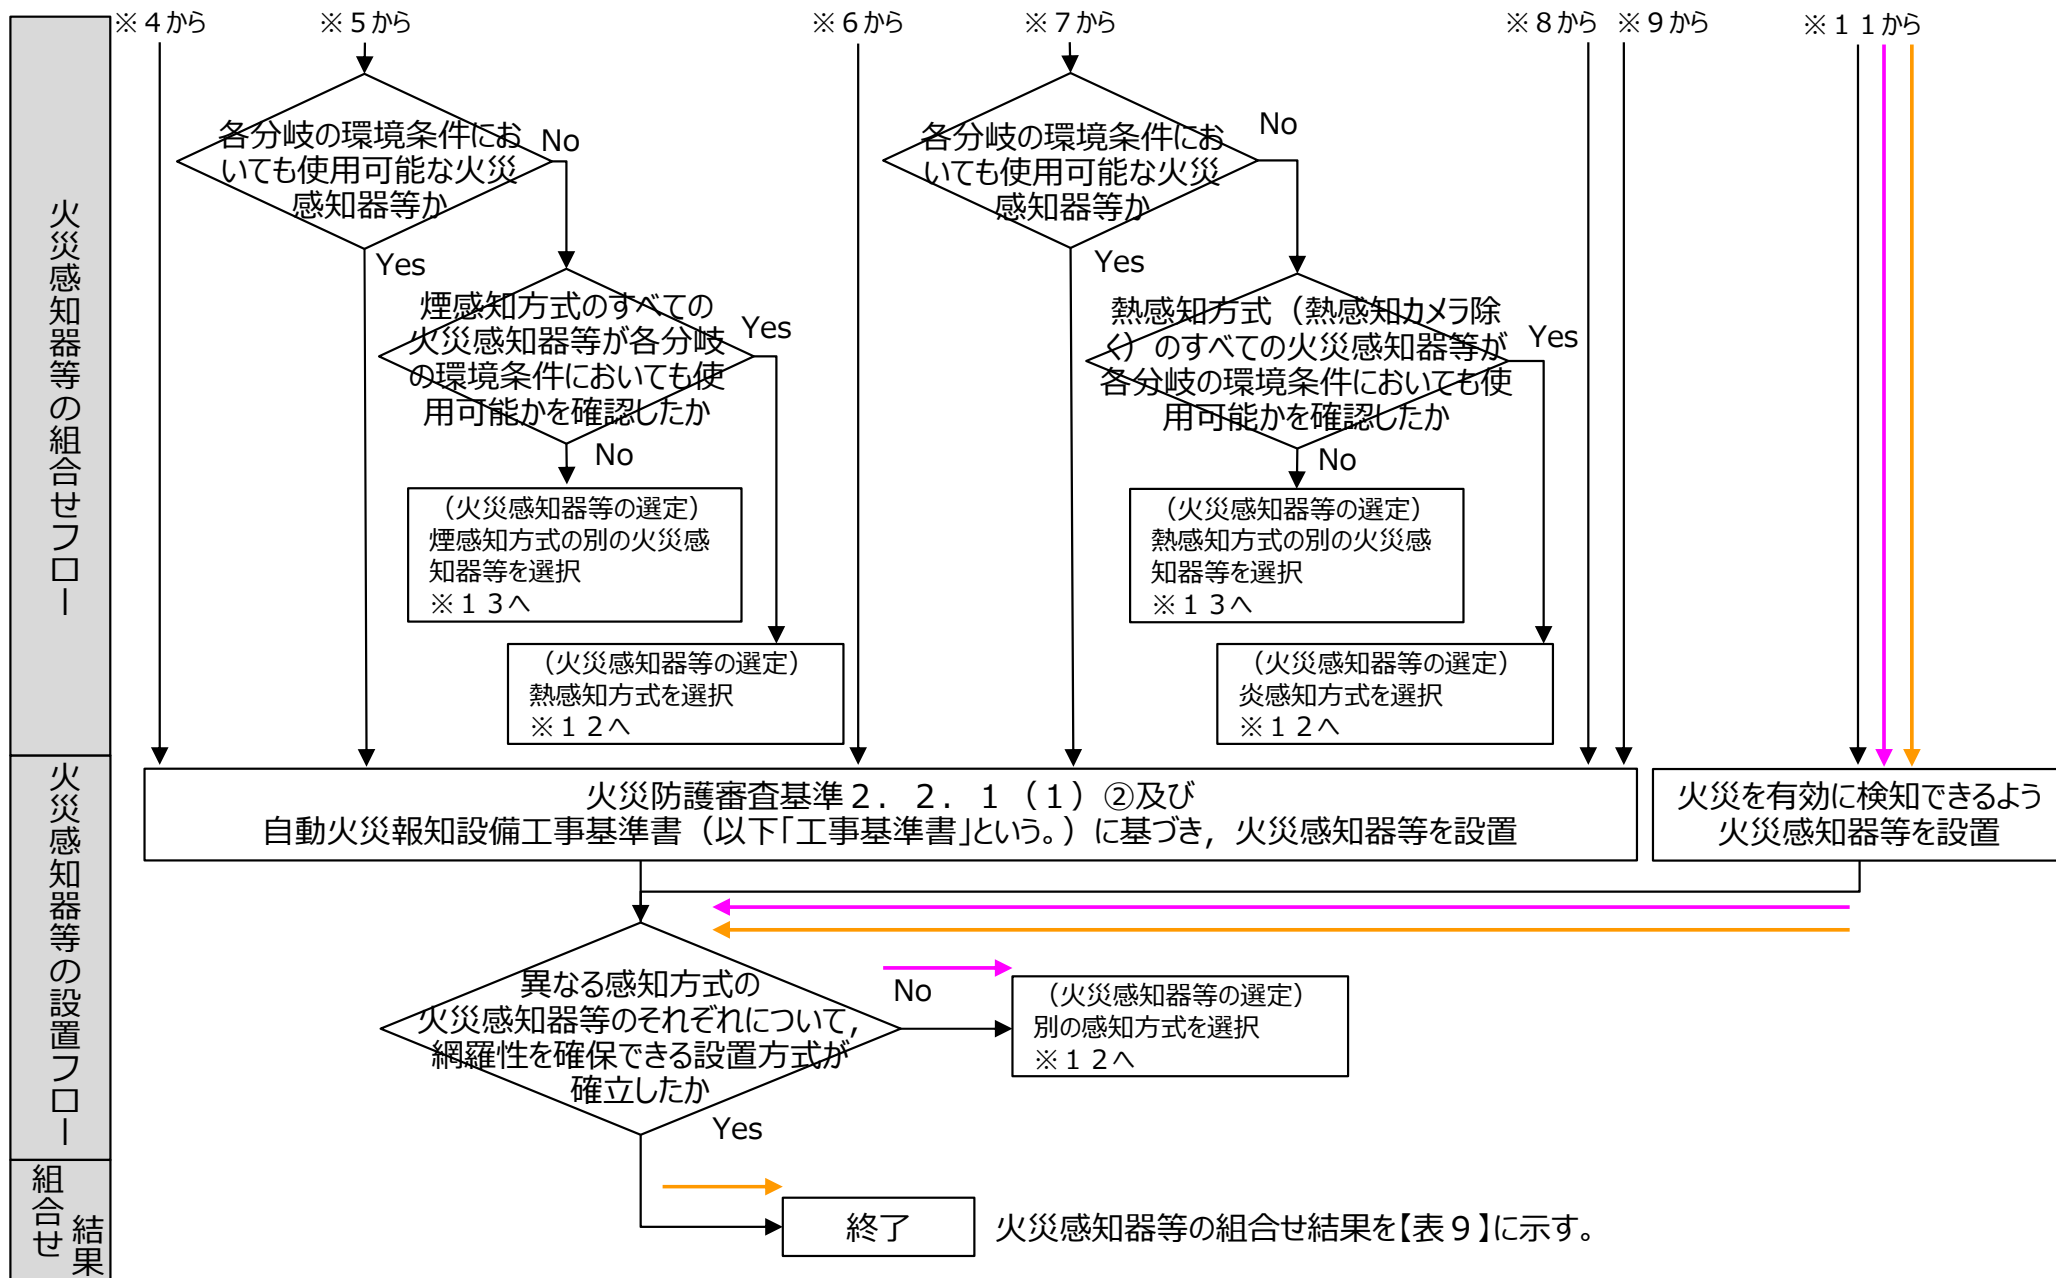 ※４から
※５から
※６から
※７から
※８から
※９から
※１１から
火災感知器等の組合せフロー
各分岐の環境条件にお
いても使用可能な火災
感知器等か
No
Yes
煙感知方式のすべての
火災感知器等が各分岐
の環境条件においても使
用可能かを確認したか
Yes
No
（火災感知器等の選定）
煙感知方式の別の火災感
知器等を選択
※１３へ
（火災感知器等の選定）
熱感知方式を選択
※１２へ
各分岐の環境条件にお
いても使用可能な火災
感知器等か
No
Yes
熱感知方式（熱感知カメラ除
く）のすべての火災感知器等が
各分岐の環境条件においても使
用可能かを確認したか
Yes
No
（火災感知器等の選定）
熱感知方式の別の火災感
知器等を選択
※１３へ
（火災感知器等の選定）
炎感知方式を選択
※１２へ
火災感知器等の設置フロー
火災防護審査基準２．２．１（１）②及び
自動火災報知設備工事基準書（以下「工事基準書」という。）に基づき，火災感知器等を設置
火災を有効に検知できるよう
火災感知器等を設置
異なる感知方式の
火災感知器等のそれぞれについて，
網羅性を確保できる設置方式が
確立したか
No
Yes
（火災感知器等の選定）
別の感知方式を選択
※１２へ
組合せ
結果
終了
火災感知器等の組合せ結果を【表９】に示す。